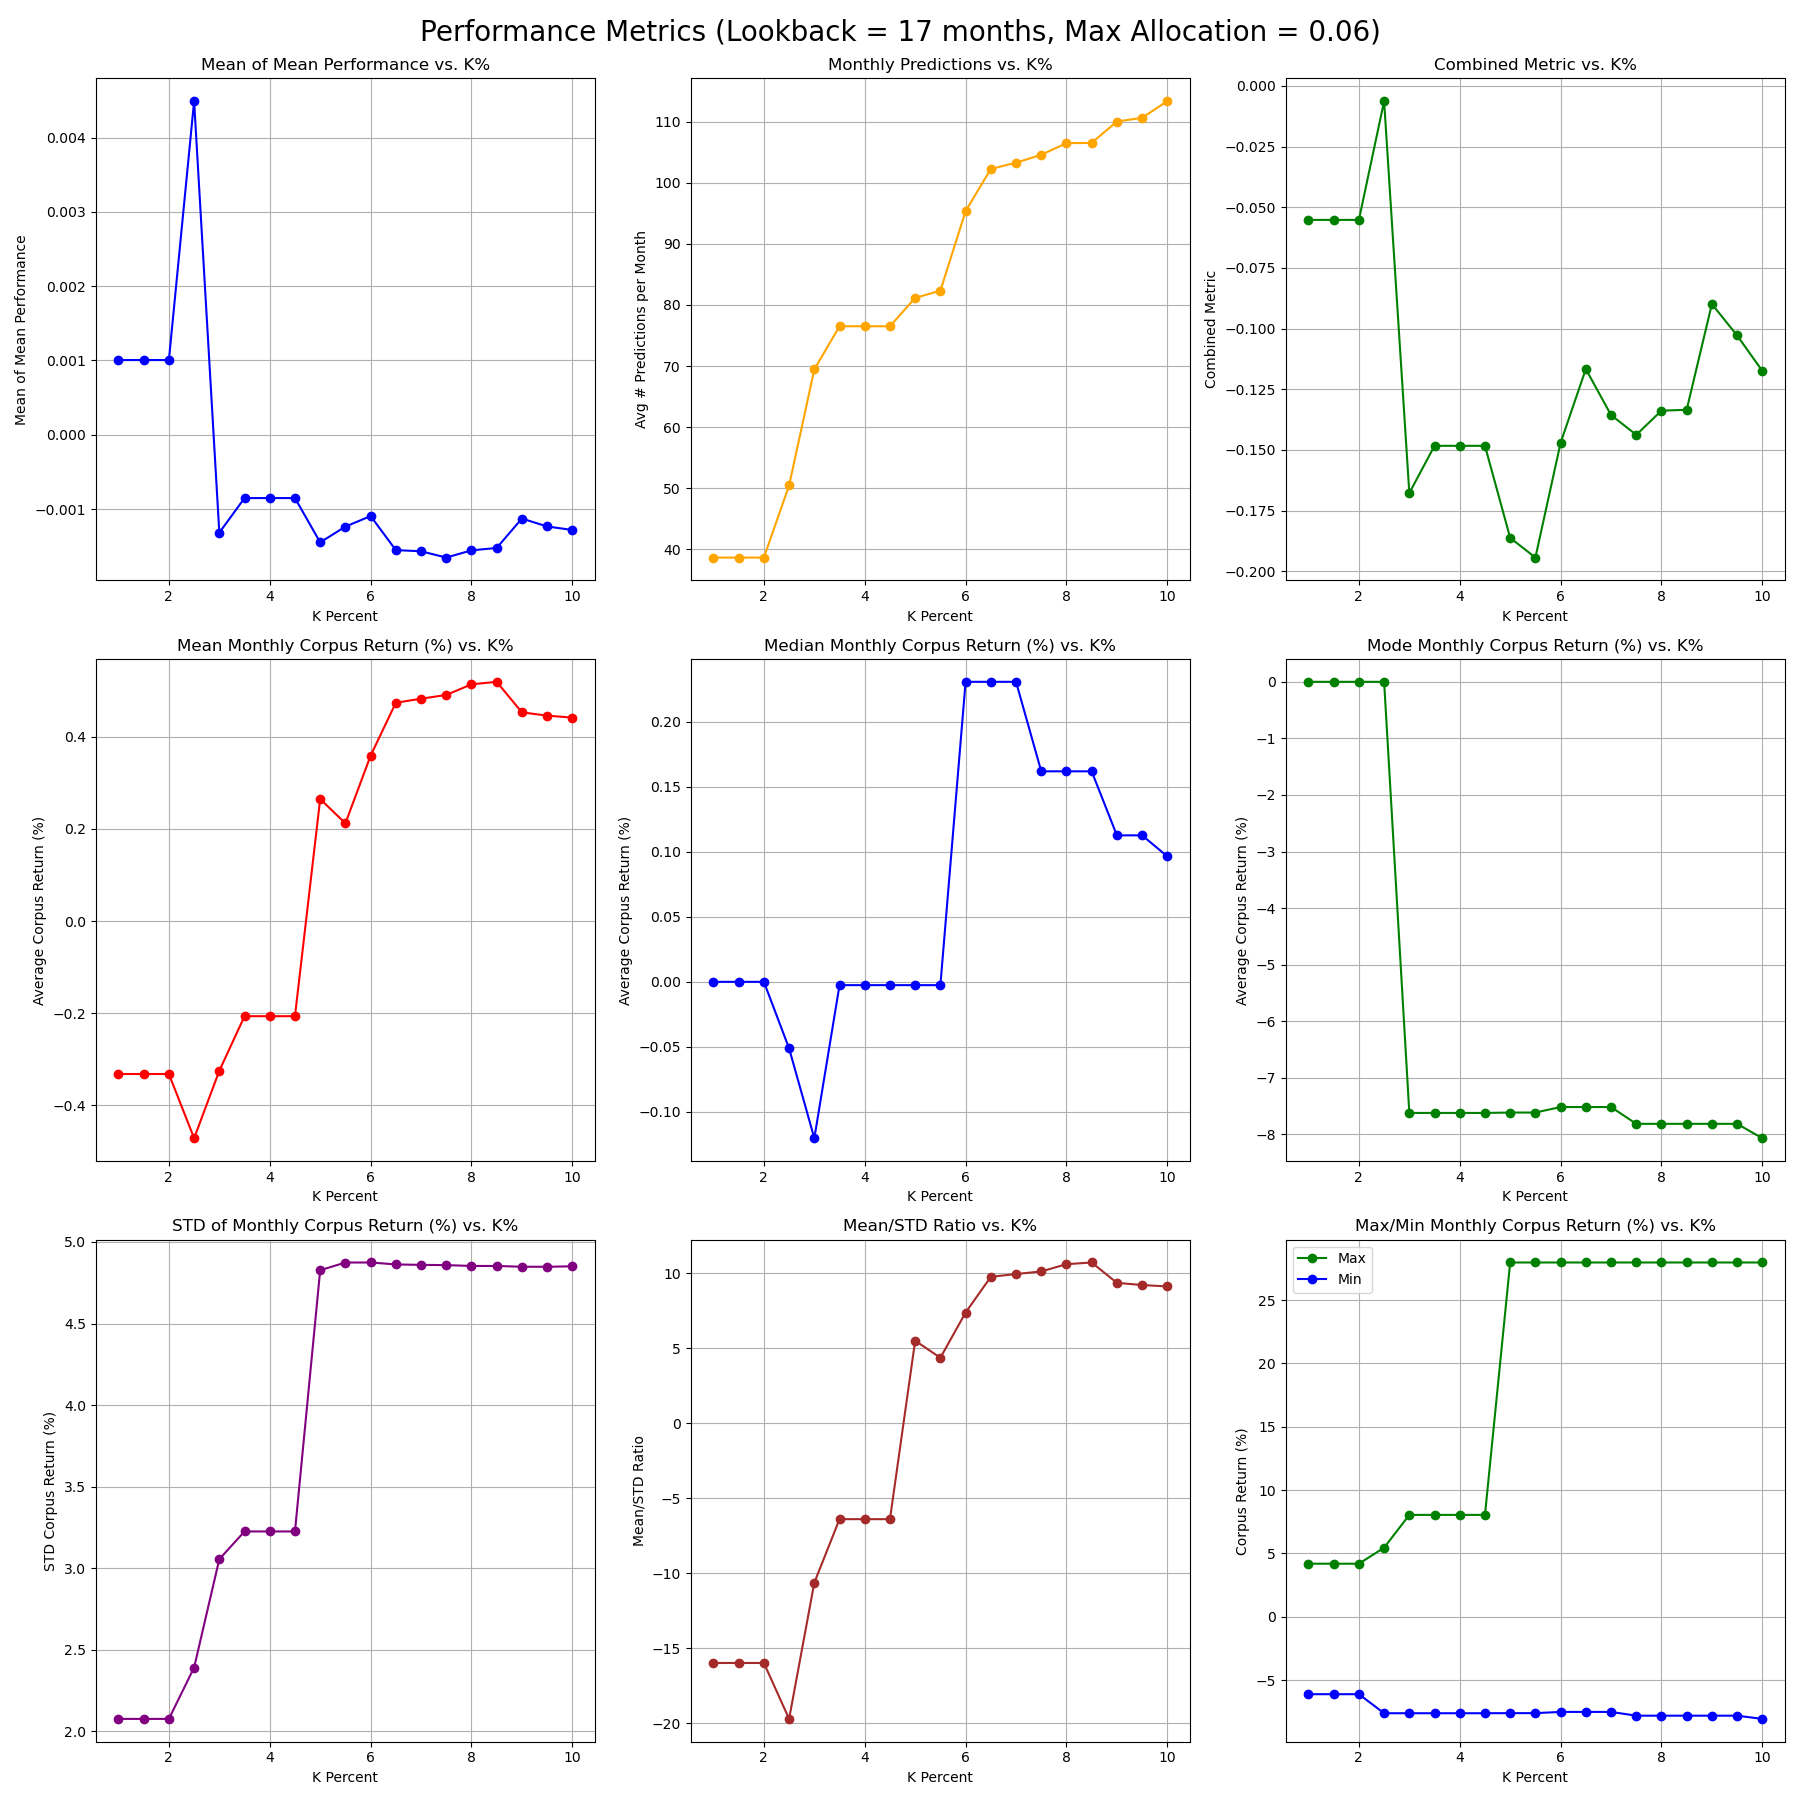 Performance Metrics (Lookback = 17 months, Max Allocation = 0.06)
Mean of Mean Performance vs. K%
Mean of Mean Performance
0.004
0.003
0.002
0.001
0.000
−0.001
2 4 6 8 10
K Percent
Monthly Predictions vs. K%
Avg # Predictions per Month
110
100
90
80
70
60
50
40
2 4 6 8 10
K Percent
Combined Metric vs. K%
Combined Metric
0.000
−0.025
−0.050
−0.075
−0.100
−0.125
−0.150
−0.175
−0.200
2 4 6 8 10
K Percent
Mean Monthly Corpus Return (%) vs. K%
Average Corpus Return (%)
0.4
0.2
0.0
−0.2
−0.4
2 4 6 8 10
K Percent
Median Monthly Corpus Return (%) vs. K%
Average Corpus Return (%)
0.20
0.15
0.10
0.05
0.00
−0.05
−0.10
2 4 6 8 10
K Percent
Mode Monthly Corpus Return (%) vs. K%
Average Corpus Return (%)
0
−1
−2
−3
−4
−5
−6
−7
−8
2 4 6 8 10
K Percent
STD of Monthly Corpus Return (%) vs. K%
STD Corpus Return (%)
5.0
4.5
4.0
3.5
3.0
2.5
2.0
2 4 6 8 10
K Percent
Mean/STD Ratio vs. K%
Mean/STD Ratio
10
5
0
−5
−10
−15
−20
2 4 6 8 10
K Percent
Max/Min Monthly Corpus Return (%) vs. K%
Max
Min
Corpus Return (%)
25
20
15
10
5
0
−5
2 4 6 8 10
K Percent